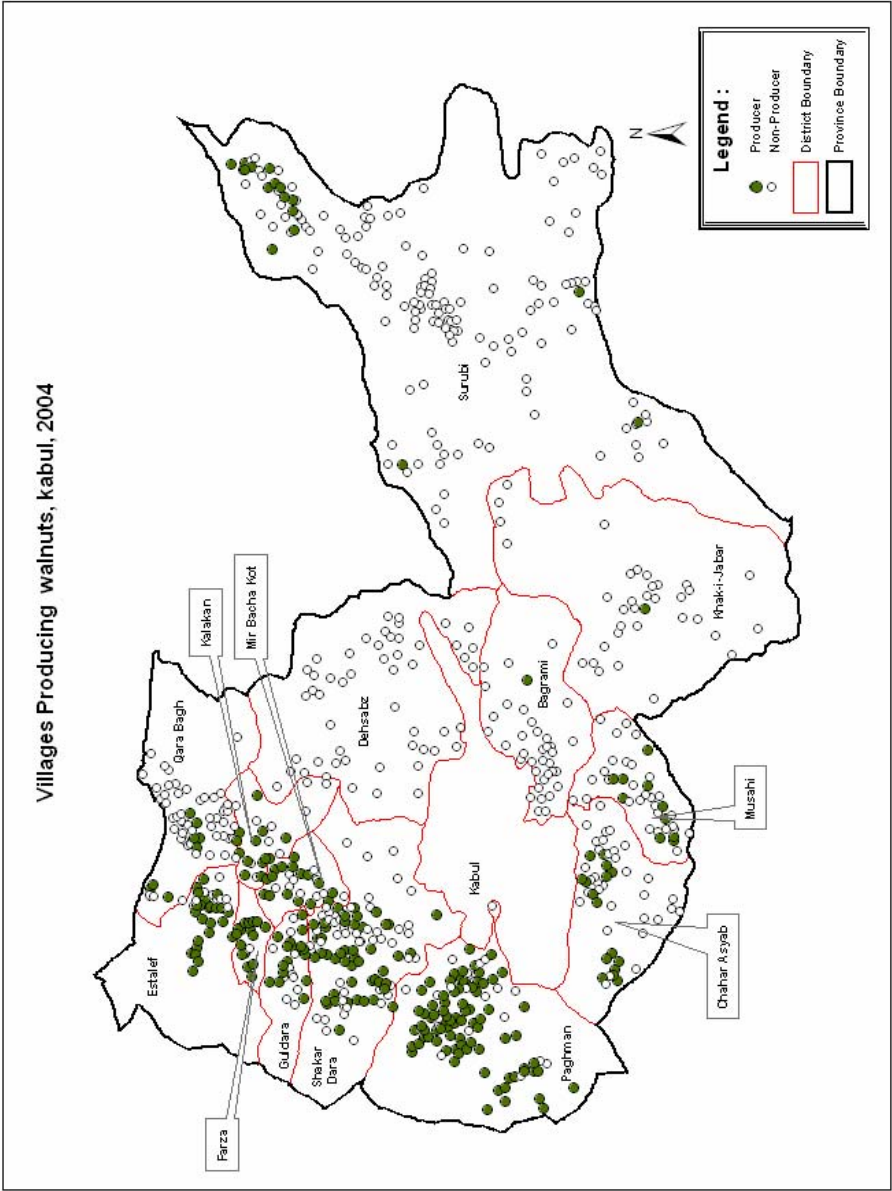 Villages Producing walnuts, kabul, 2004
Qara Bagh
Kalakan
Mir Bacha Kot
Estalef
Farza
Guldara
Shakar
Dara
Dehsabz
Surubi
Kabul
Bagrami
Paghman
Khak-i-Jabar
Chahar Asyab
Musahi
N
Legend :
Producer
Non-Producer
District Boundary
Province Boundary